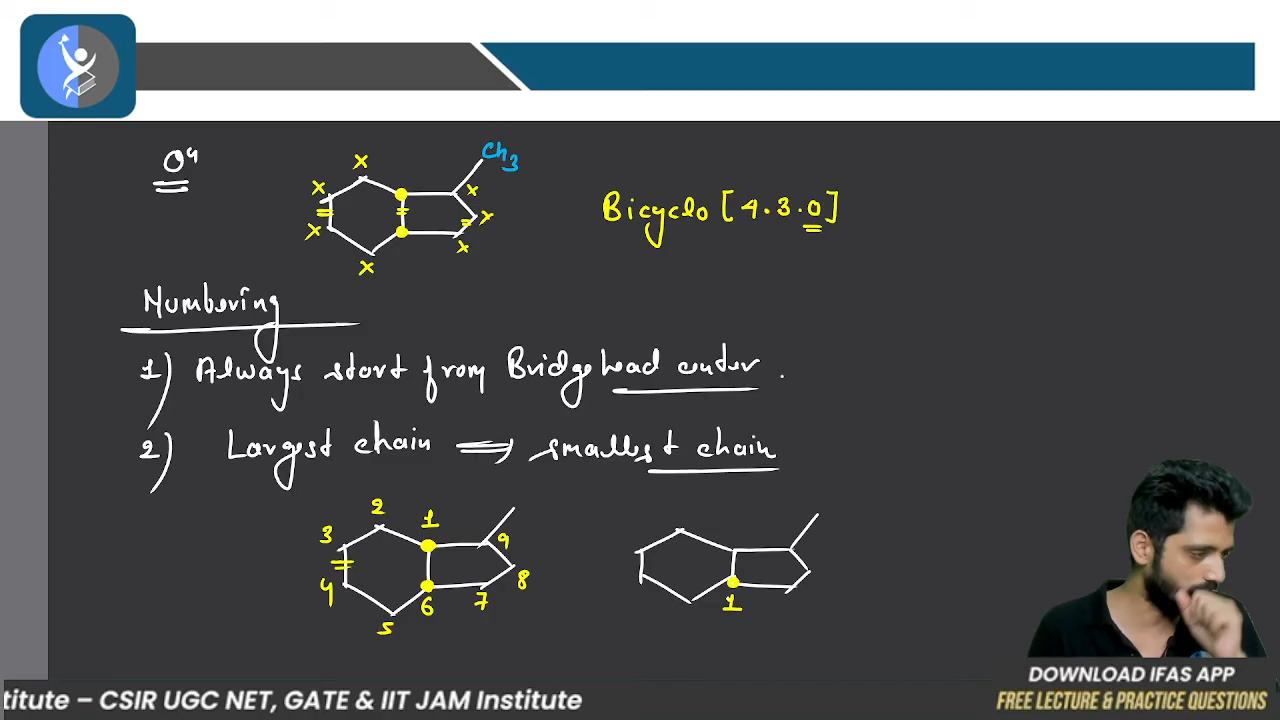 Q4
CH3
x x x x x x x
Bicyclo [4.3.0]
Numbering
1) Always start from Bridgehead center.
2) Largest chain ⇒ smallest chain
1 2 3 4 5 6 7 8 9
1
DOWNLOAD IFAS APP
FREE LECTURE & PRACTICE QUESTIONS
titute – CSIR UGC NET, GATE & IIT JAM Institute